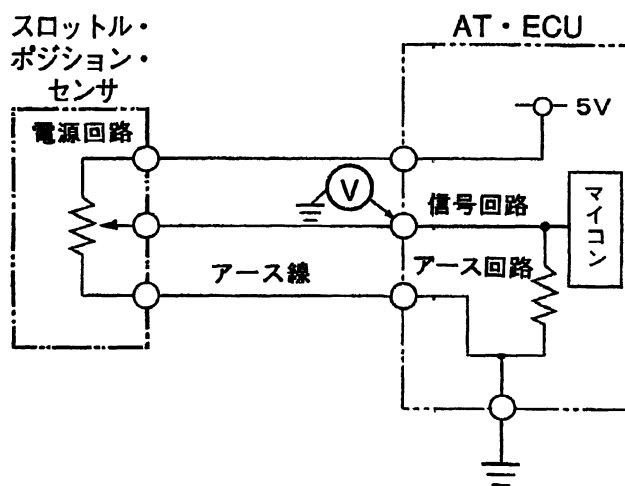 スロットル・
ポジション・
センサ
AT・ECU
電源回路
5V
V
信号回路
マイコン
アース線
アース回路